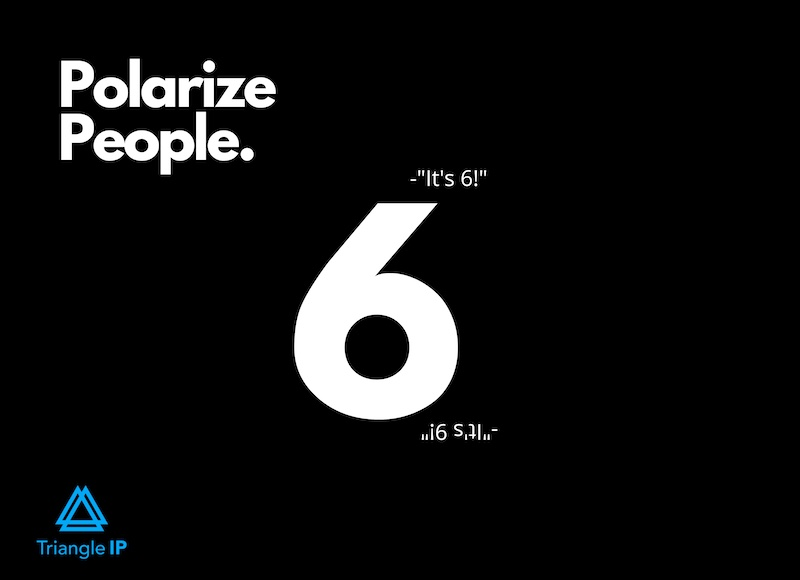 Polarize
People.
-"It's 6!"
6
-"It's 9!"
Triangle IP